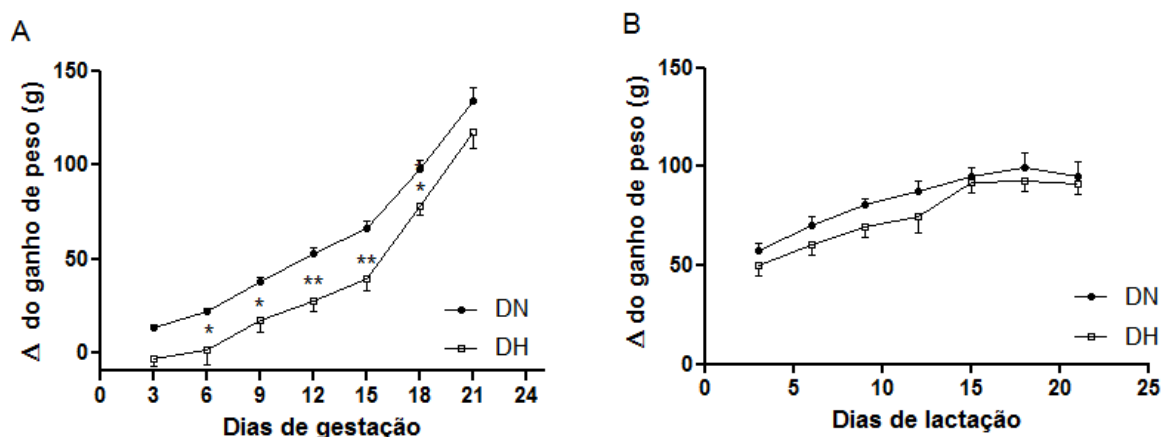 A
Δ do ganho de peso (g)
150
100
50
0
*
*
**
**
*
DN
DH
0 3 6 9 12 15 18 21 24
Dias de gestação
B
Δ do ganho de peso (g)
150
100
50
0
DN
DH
0 5 10 15 20 25
Dias de lactação